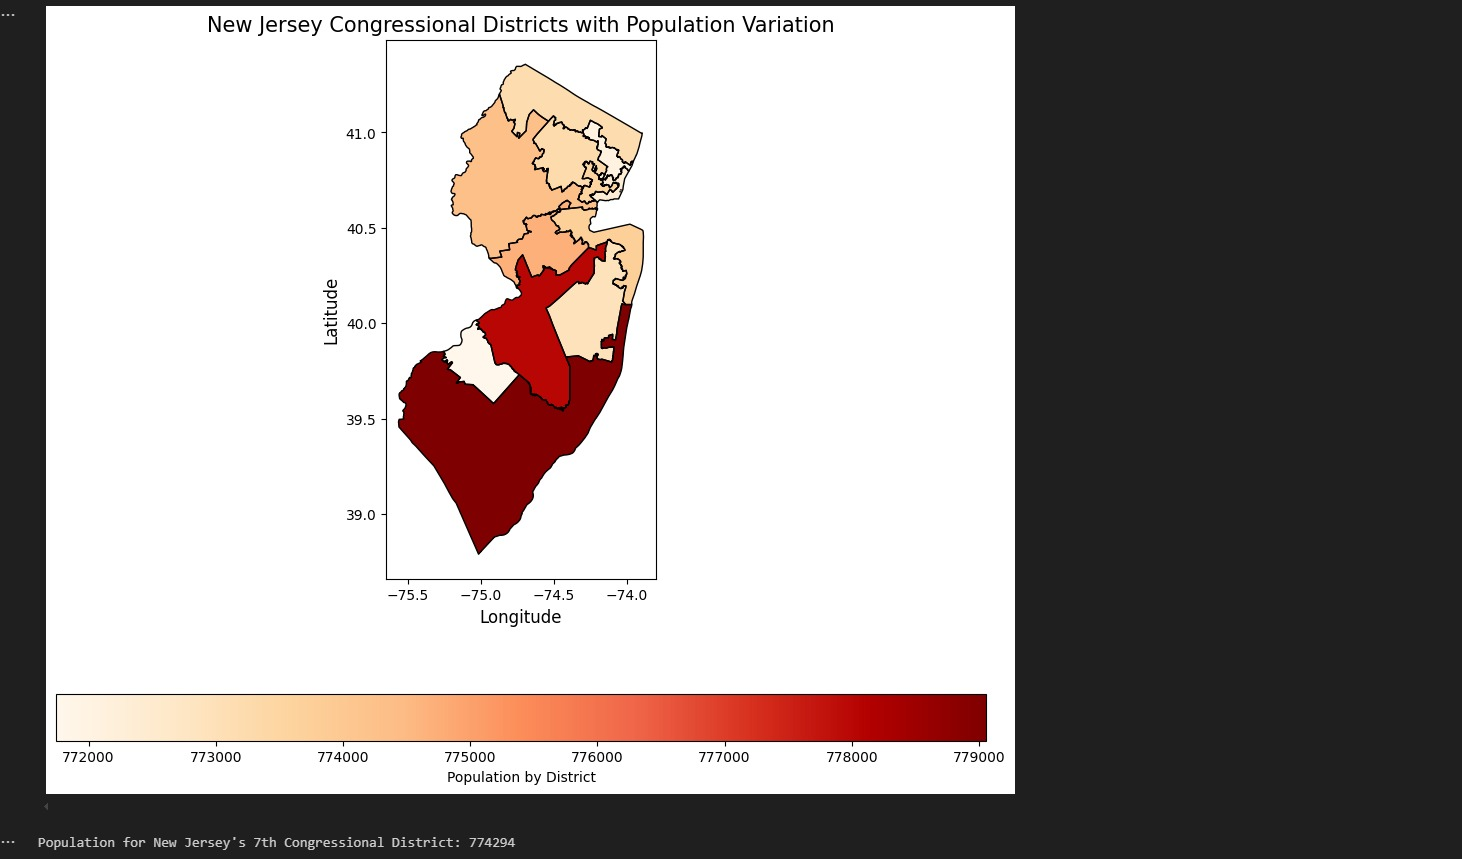 ...
New Jersey Congressional Districts with Population Variation
41.0
40.5
40.0
39.5
39.0
Latitude
−75.5 −75.0 −74.5 −74.0
Longitude
772000 773000 774000 775000 776000 777000 778000 779000
Population by District
... Population for New Jersey's 7th Congressional District: 774294